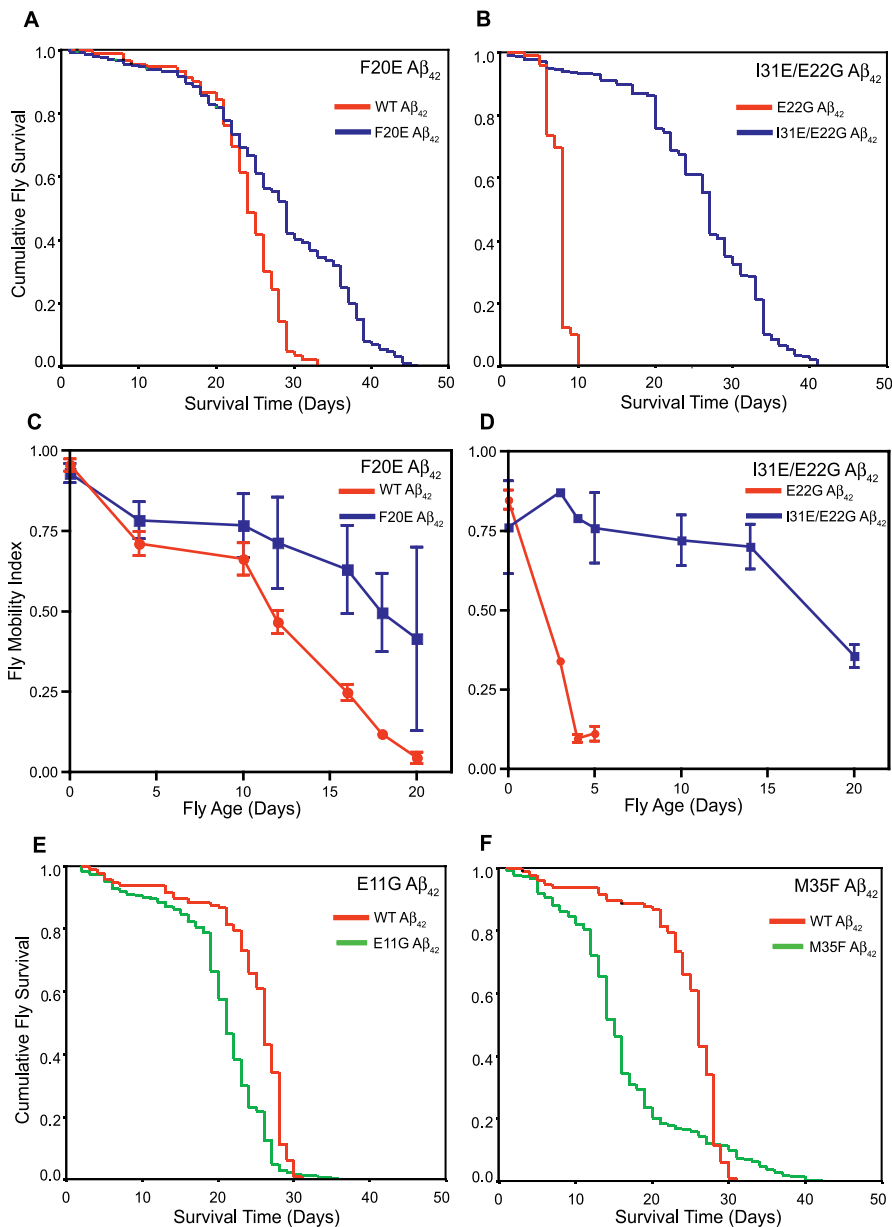 A
F20E Aβ42
WT Aβ42
F20E Aβ42
Cumulative Fly Survival
1.0
0.8
0.6
0.4
0.2
0.0
0 10 20 30 40 50
Survival Time (Days)
B
I31E/E22G Aβ42
E22G Aβ42
I31E/E22G Aβ42
1.0
0.8
0.6
0.4
0.2
0.0
0 10 20 30 40 50
Survival Time (Days)
C
F20E Aβ42
WT Aβ42
F20E Aβ42
Fly Mobility Index
1.00
0.75
0.50
0.25
0.00
0 5 10 15 20
Fly Age (Days)
D
I31E/E22G Aβ42
E22G Aβ42
I31E/E22G Aβ42
1.00
0.75
0.50
0.25
0.00
0 5 10 15 20
Fly Age (Days)
E
E11G Aβ42
WT Aβ42
E11G Aβ42
Cumulative Fly Survival
1.0
0.8
0.6
0.4
0.2
0.0
0 10 20 30 40 50
Survival Time (Days)
F
M35F Aβ42
WT Aβ42
M35F Aβ42
1.0
0.8
0.6
0.4
0.2
0.0
0 10 20 30 40 50
Survival Time (Days)